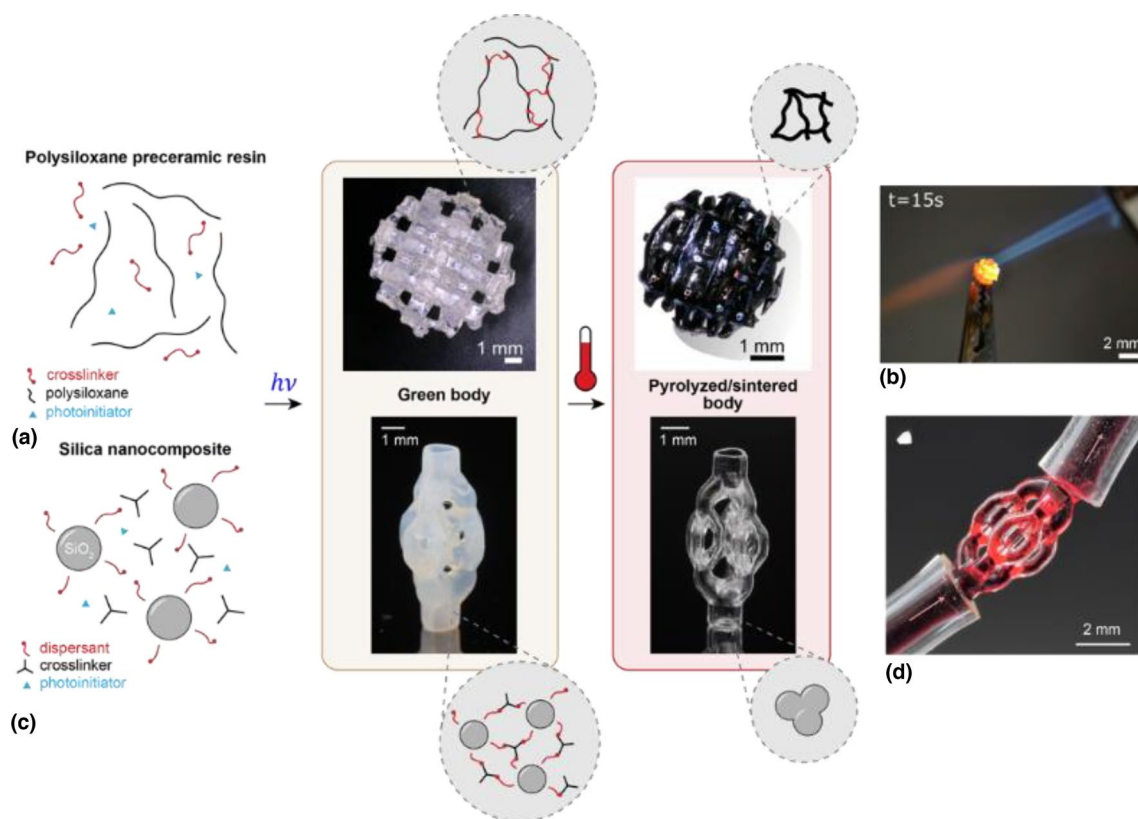 Polysiloxane preceramic resin
crosslinker
polysiloxane
photoinitiator
(a)
Silica nanocomposite
SiO₂
dispersant
crosslinker
photoinitiator
(c)
hν
1 mm
Green body
1 mm
1 mm
Pyrolyzed/sintered
body
1 mm
t=15s
2 mm
(b)
2 mm
(d)